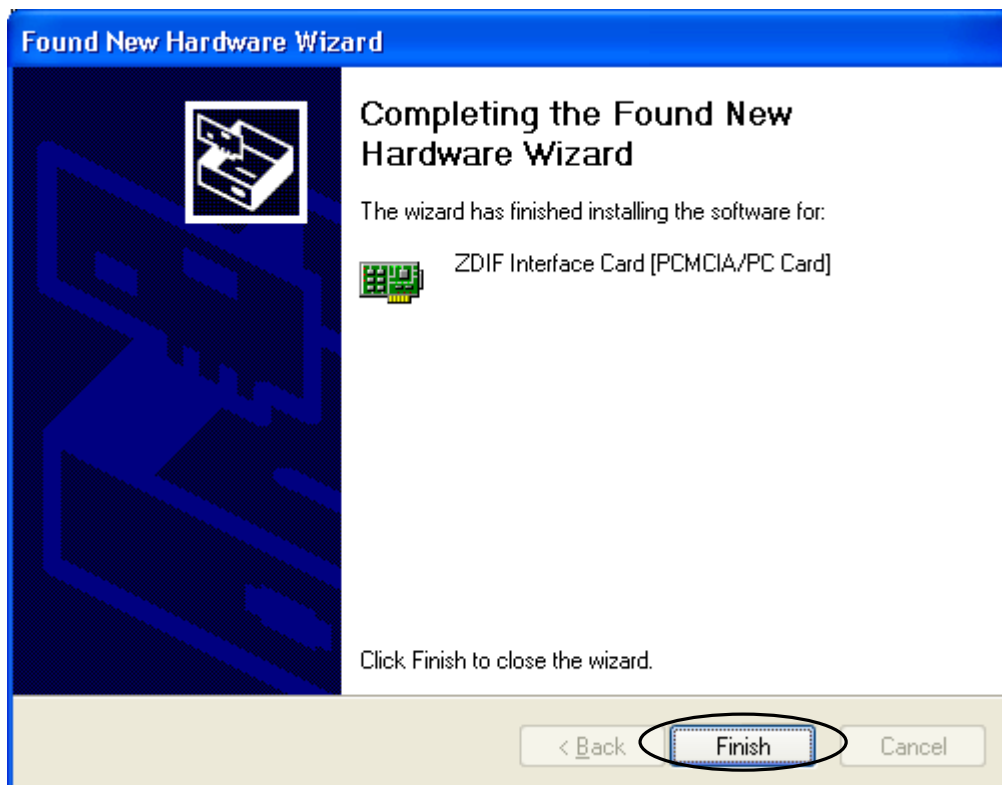 Found New Hardware Wizard
Completing the Found New
Hardware Wizard
The wizard has finished installing the software for:
ZDIF Interface Card [PCMCIA/PC Card]
Click Finish to close the wizard.
< Back
Finish
Cancel